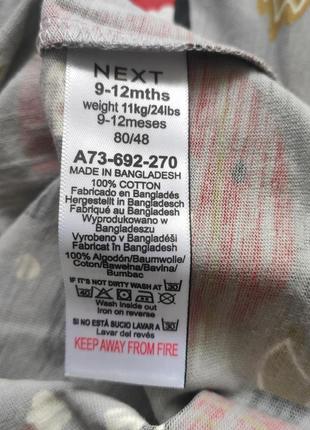 NEXT
9-12mths
weight 11kg/24lbs
9-12meses
80/48
A73-692-270
MADE IN BANGLADESH
100% COTTON
Fabricado en Bangladés
Hergestellt in Bangladesch
Fabriqué au Bangladesh
Wyprodukowano w
Bangladeszu
Vyrobeno v Bangladéši
Fabricat în Bangladesh
100% Algodón/Baumwolle/
Coton/Bawełna/Bavlna/
Bumbac
IF IT'S NOT DIRTY WASH AT 30
40
Wash inside out
Iron on reverse
SI NO ESTÁ SUCIO LAVAR A 30
Lavar del revés
KEEP AWAY FROM FIRE